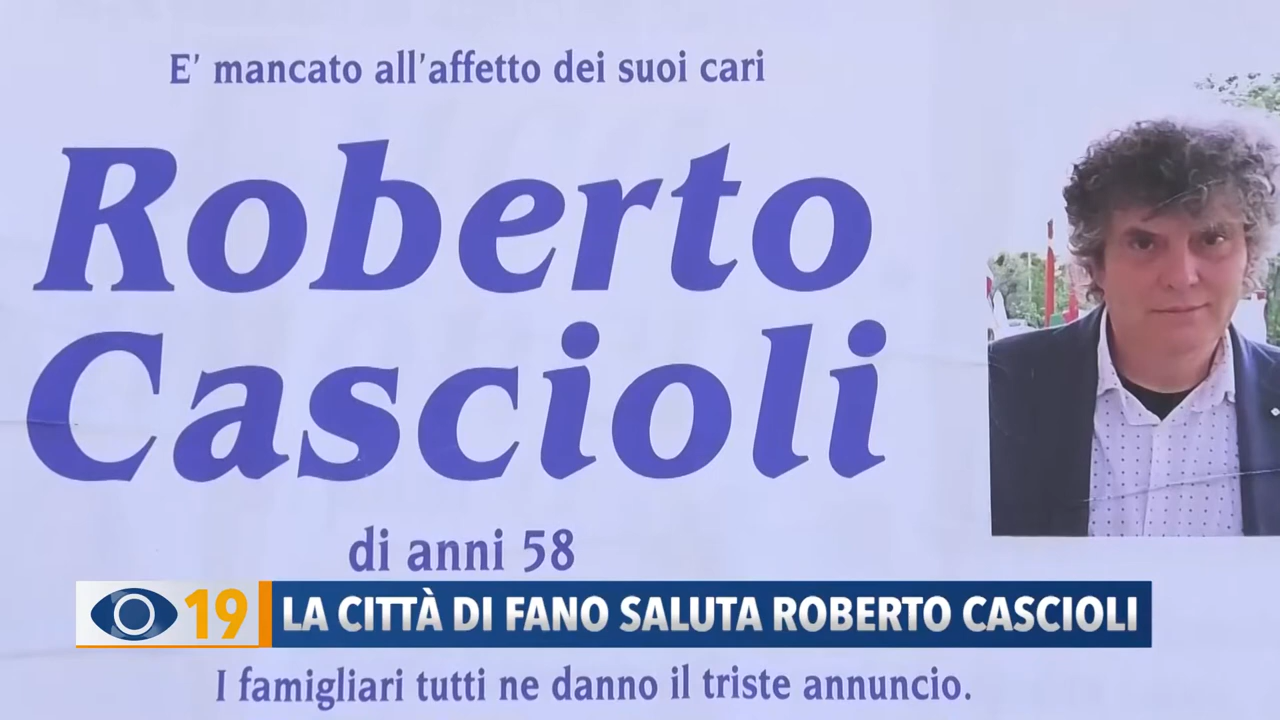 E' mancato all'affetto dei suoi cari
Roberto
Cascioli
di anni 58
19 LA CITTÀ DI FANO SALUTA ROBERTO CASCIOLI
I famigliari tutti ne danno il triste annuncio.